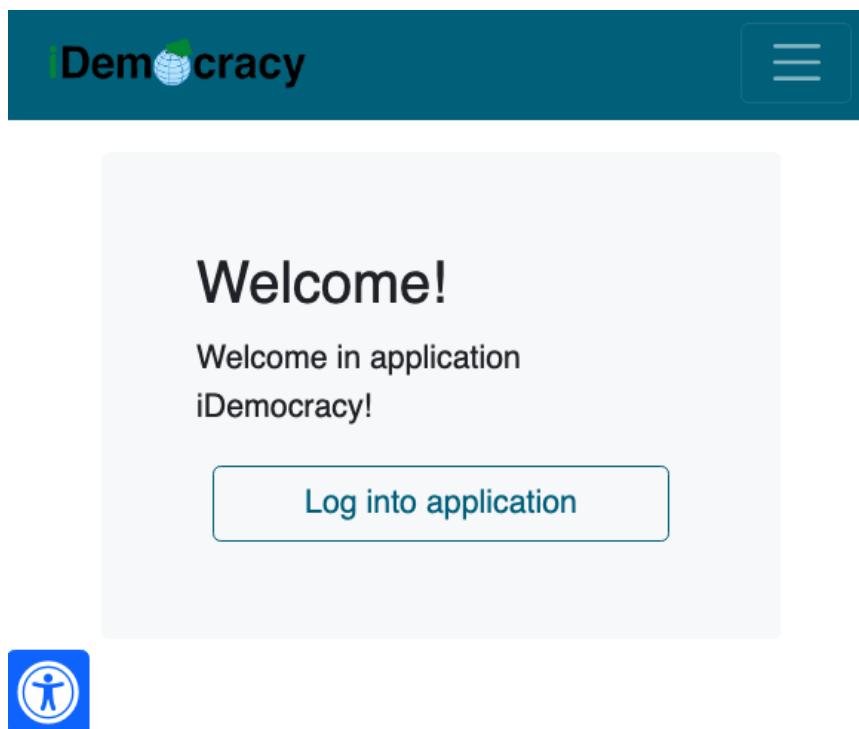 iDemocracy
Welcome!
Welcome in application
iDemocracy!
Log into application